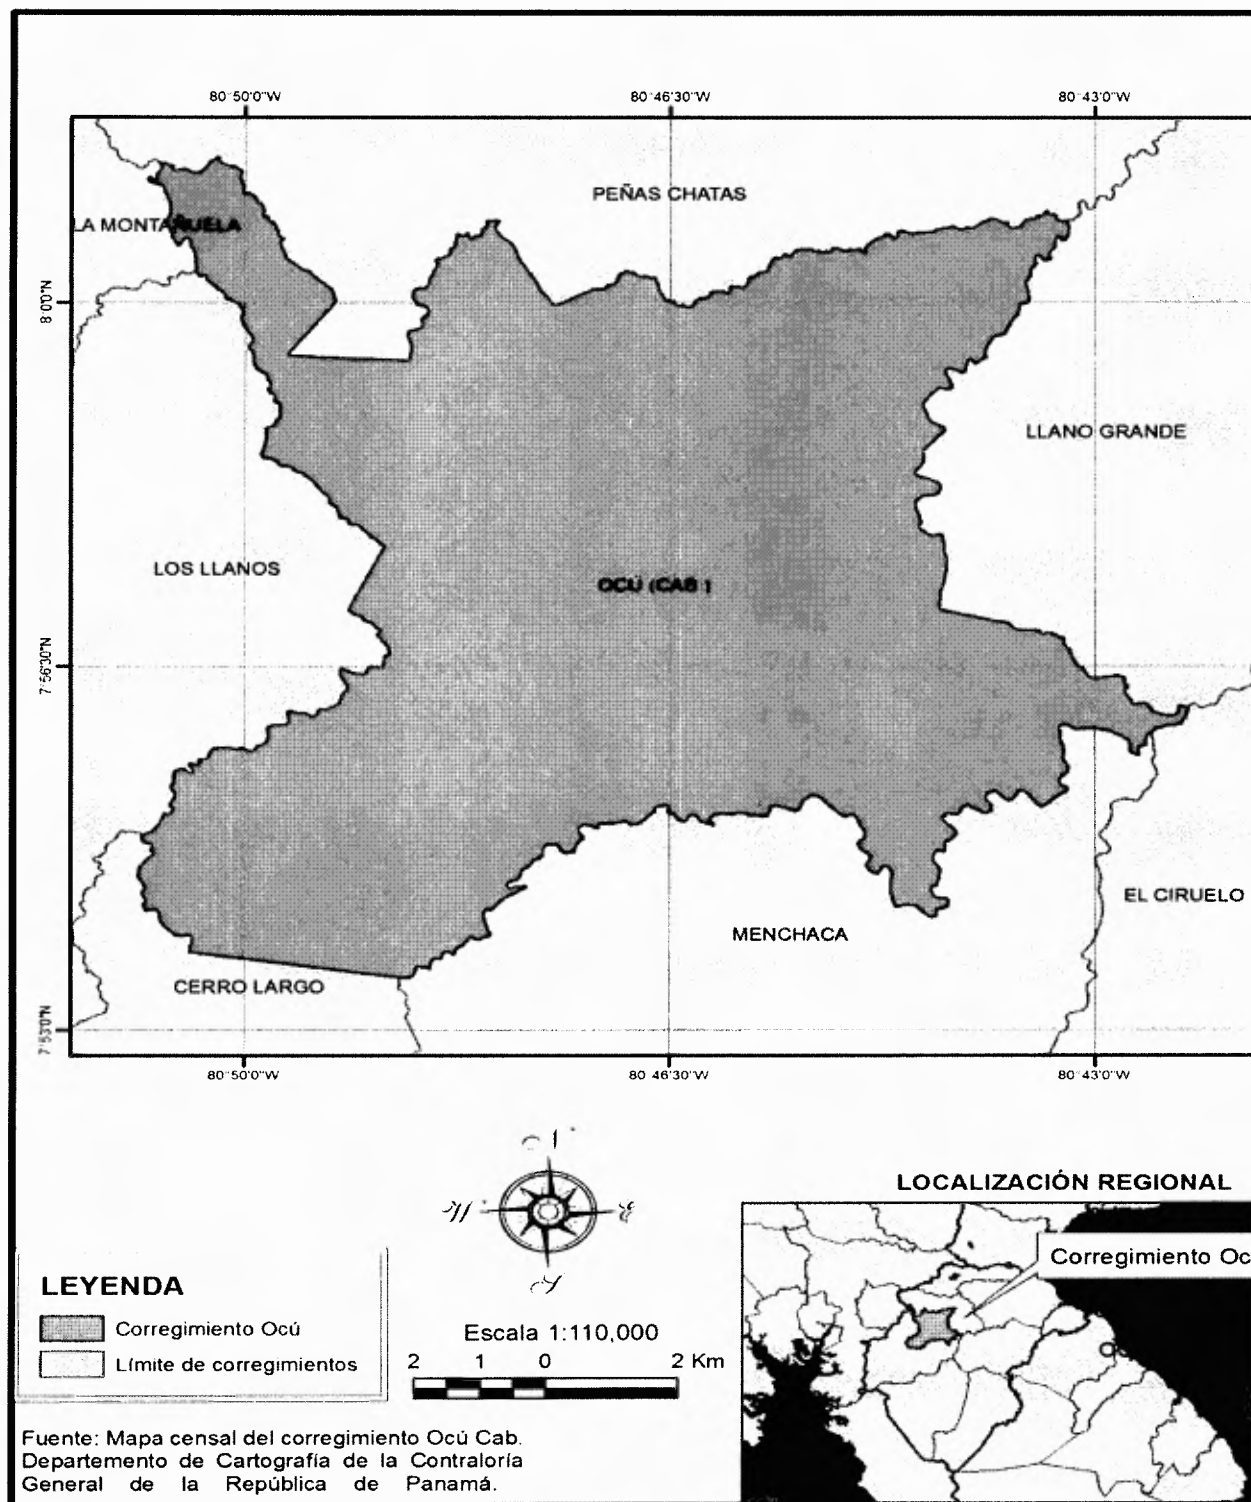 80°50'0"W
80°46'30"W
80°43'0"W
PEÑAS CHATAS
LA MONTAÑUELA
8°0'0"N
LLANO GRANDE
LOS LLANOS
OCÚ (CAB.)
7°56'30"N
EL CIRUELO
MENCHACA
CERRO LARGO
7°53'0"N
80°50'0"W
80°46'30"W
80°43'0"W
LOCALIZACIÓN REGIONAL
Corregimiento Oc
LEYENDA
Corregimiento Ocú
Límite de corregimientos
Escala 1:110,000
2 1 0 2 Km
Fuente: Mapa censal del corregimiento Ocú Cab.
Departemento de Cartografía de la Contraloría
General de la República de Panamá.